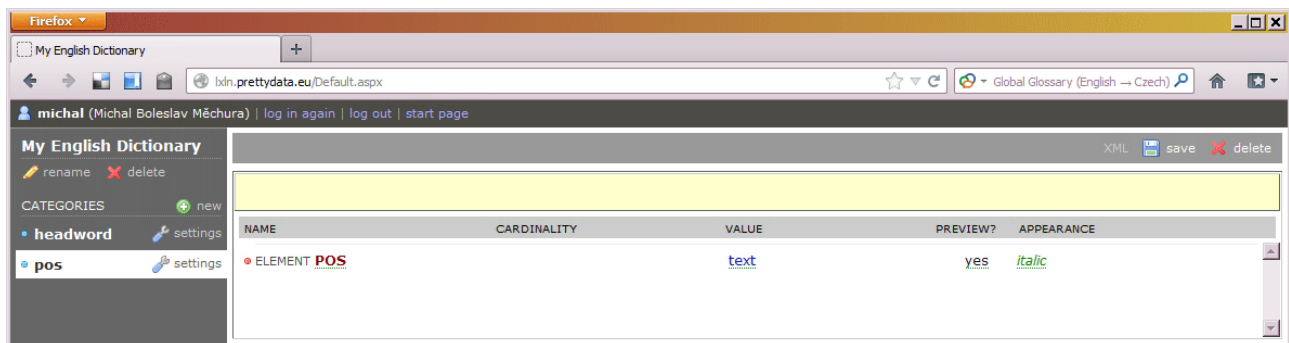 Firefox
My English Dictionary
+
lxln.prettydata.eu/Default.aspx
Global Glossary (English → Czech)
michal (Michal Boleslav Měchura) | log in again | log out | start page
My English Dictionary
XML save delete
rename delete
CATEGORIES new
headword settings
NAME CARDINALITY VALUE PREVIEW? APPEARANCE
pos settings
ELEMENT POS text yes italic